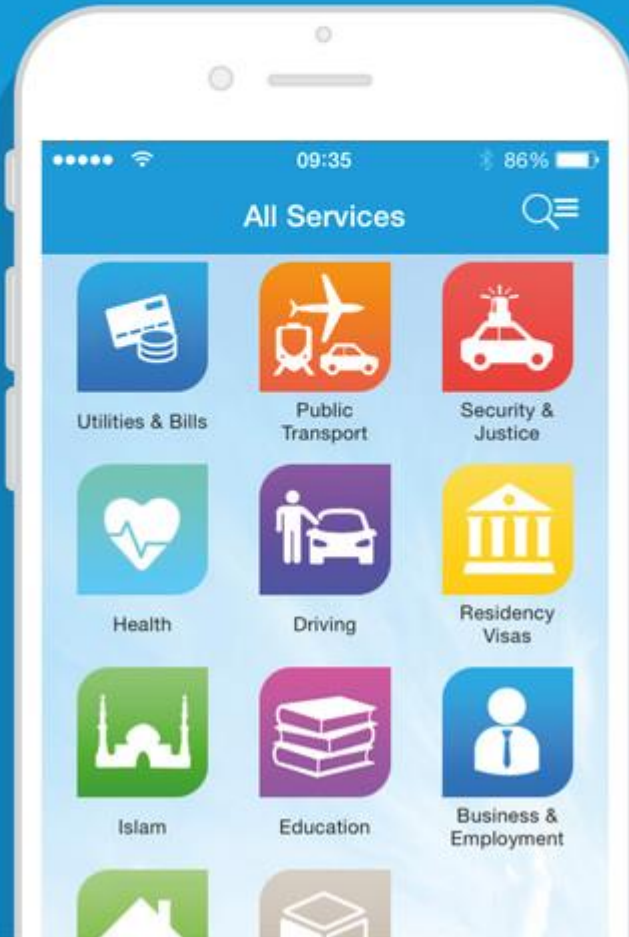 09:35
86%
All Services
Utilities & Bills
Public
Transport
Security &
Justice
Health
Driving
Residency
Visas
Islam
Education
Business &
Employment